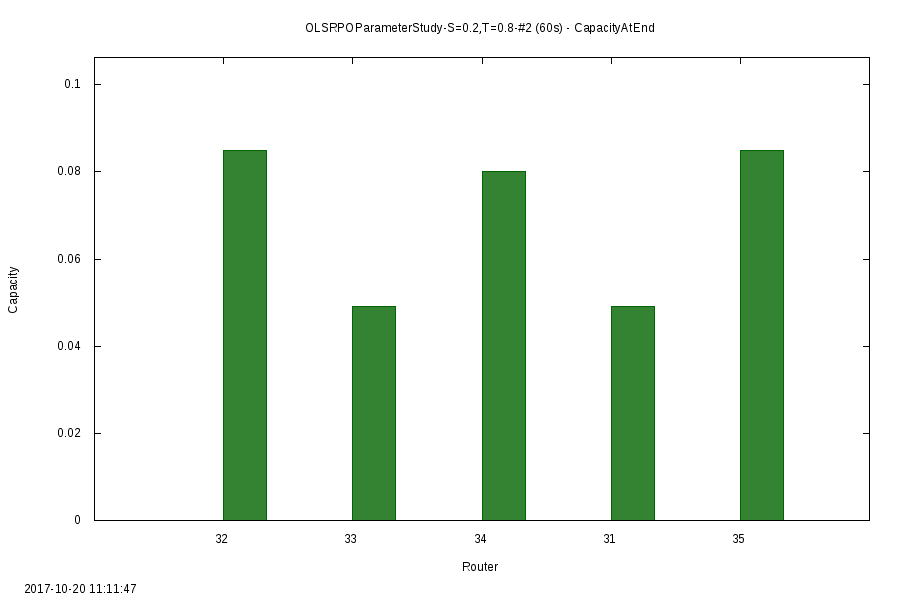 OLSRPOParameterStudy-S=0.2,T=0.8-#2 (60s) - CapacityAtEnd
0.1
0.08
0.06
0.04
0.02
0
Capacity
32 33 34 31 35
Router
2017-10-20 11:11:47